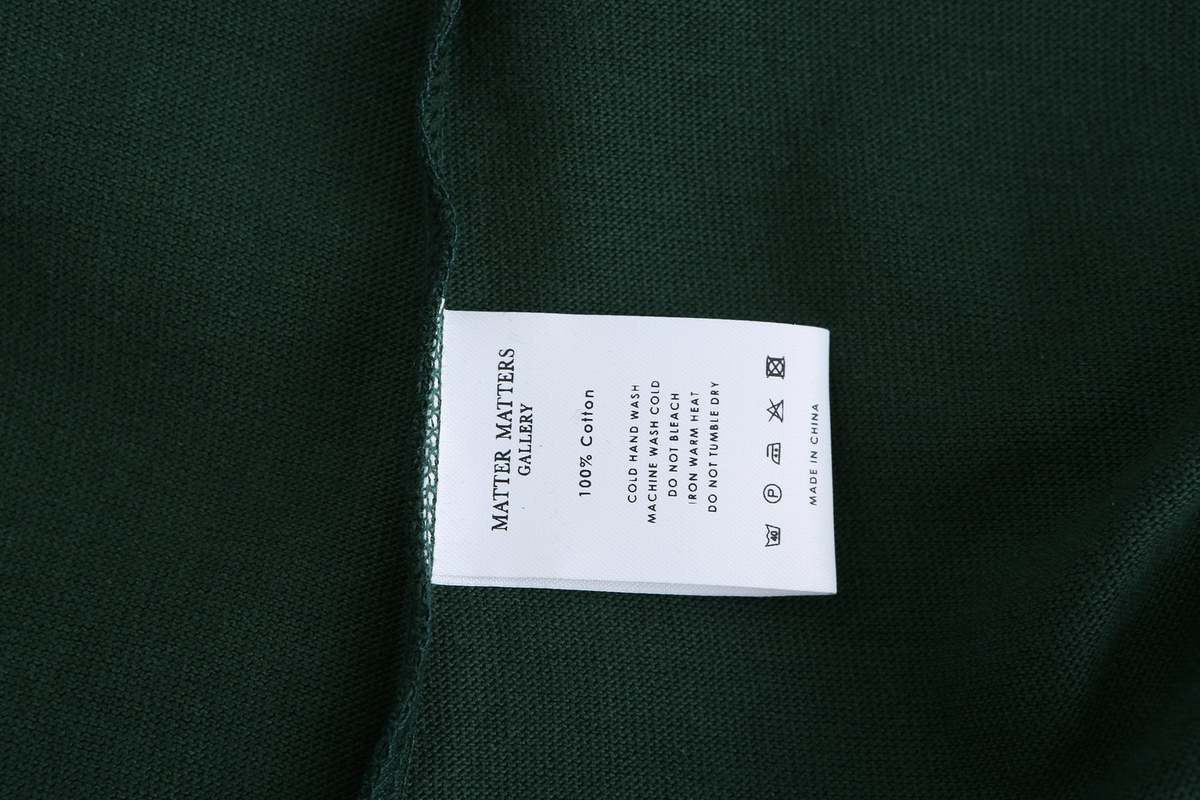 MATTER MATTERS
GALLERY
100% Cotton
COLD HAND WASH
MACHINE WASH COLD
DO NOT BLEACH
IRON WARM HEAT
DO NOT TUMBLE DRY
40 P
MADE IN CHINA